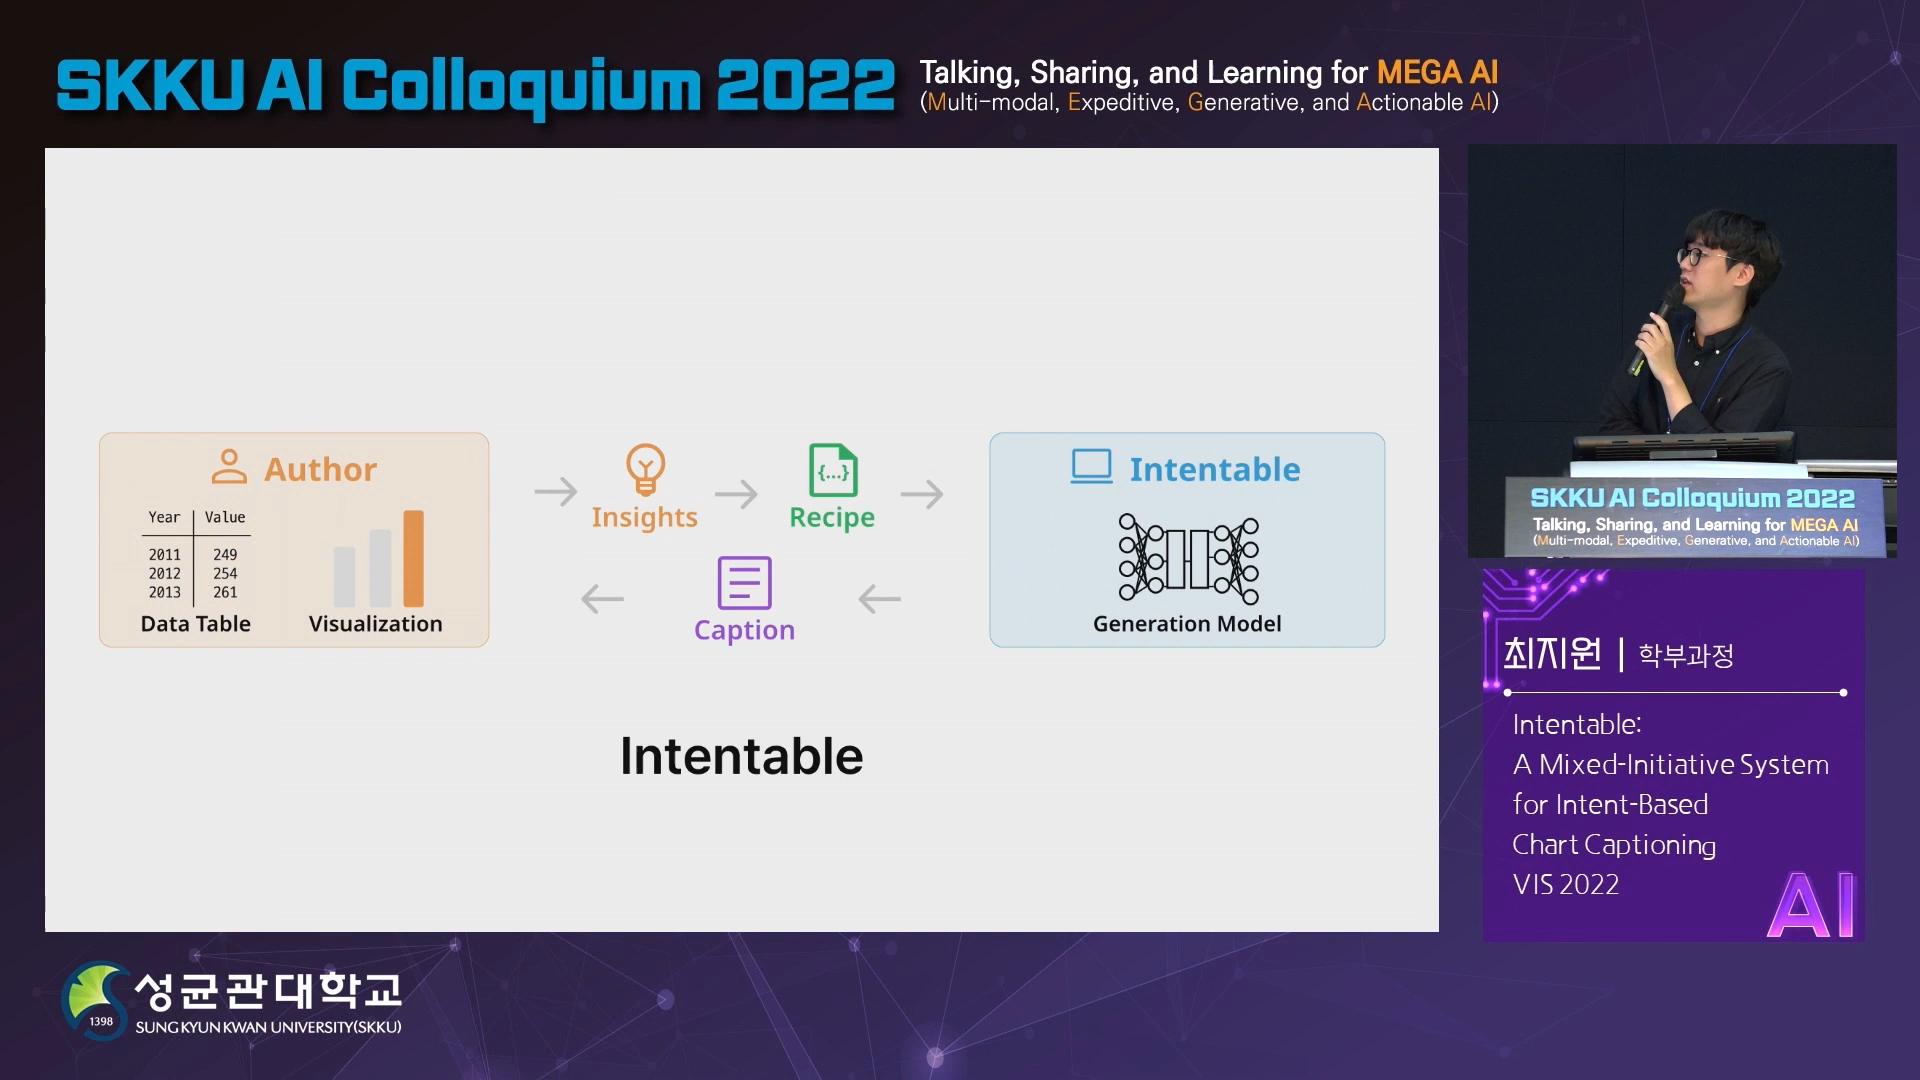 SKKU AI Colloquium 2022
Talking, Sharing, and Learning for MEGA AI
(Multi-modal, Expeditive, Generative, and Actionable AI)
Author
Year Value
2011 249
2012 254
2013 261
Data Table
Visualization
Insights
{...}
Recipe
Caption
Intentable
Generation Model
Intentable
SKKU AI Colloquium 2022
Talking, Sharing, and Learning for MEGA AI
(Multi-modal, Expeditive, Generative, and Actionable AI)
최지원 | 학부과정
Intentable:
A Mixed-Initiative System
for Intent-Based
Chart Captioning
VIS 2022
AI
1398
성균관대학교
SUNG KYUN KWAN UNIVERSITY(SKKU)